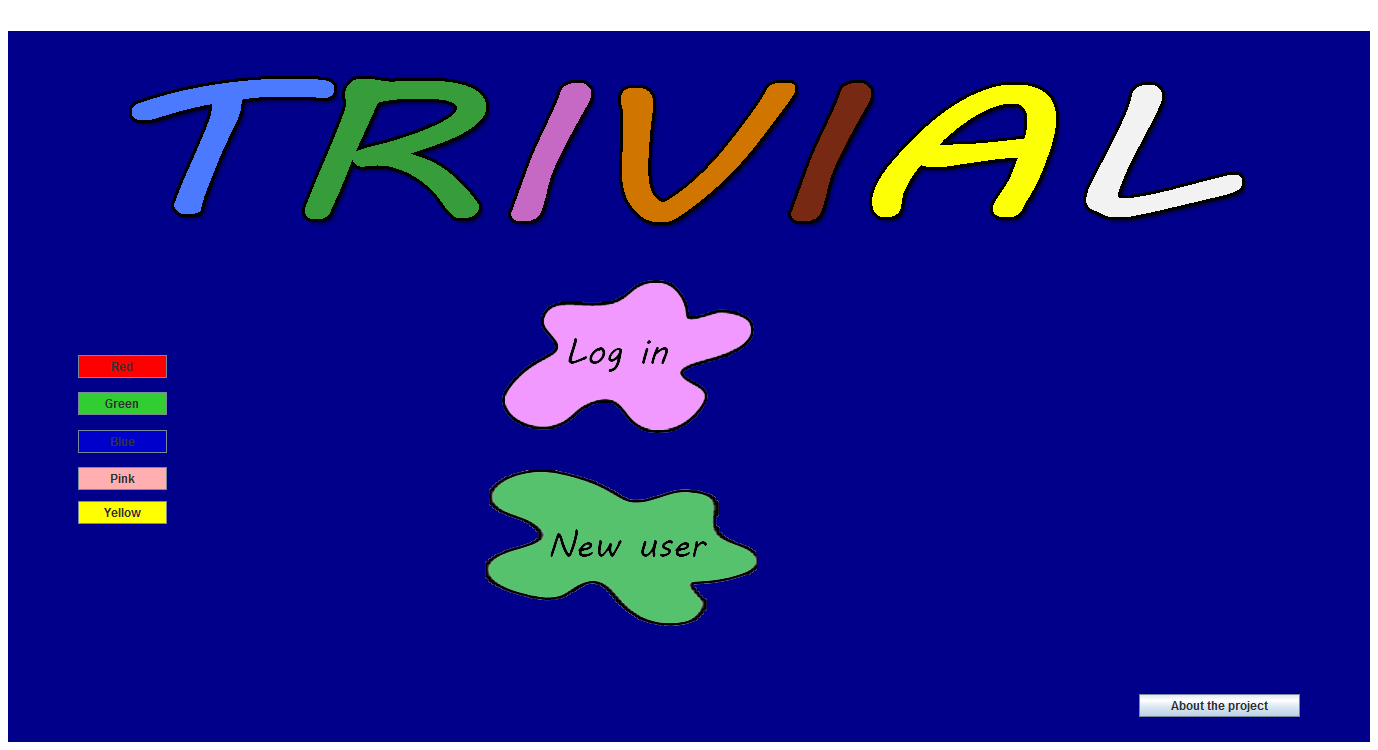 TRIVIAL
Log in
Red
Green
Blue
Pink
Yellow
New user
About the project